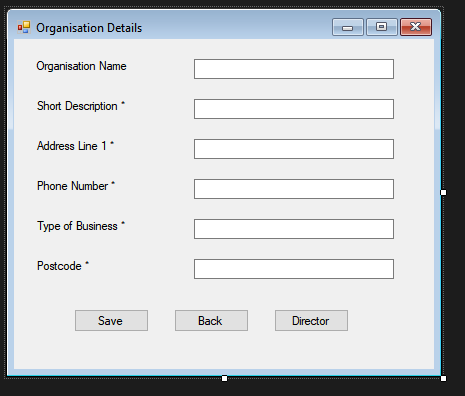 Organisation Details
Organisation Name
Short Description *
Address Line 1 *
Phone Number *
Type of Business *
Postcode *
Save Back Director